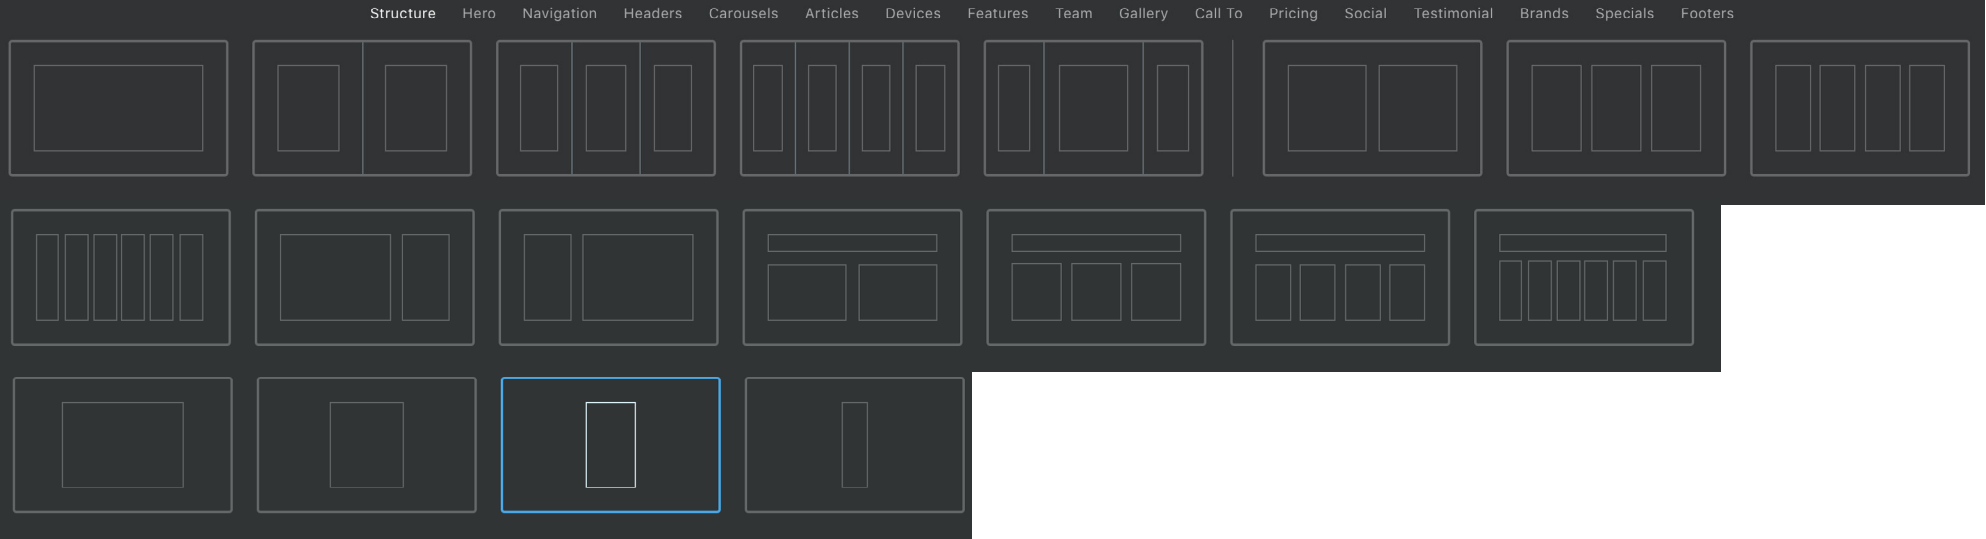 Structure Hero Navigation Headers Carousels Articles Devices Features Team Gallery Call To Pricing Social Testimonial Brands Specials Footers